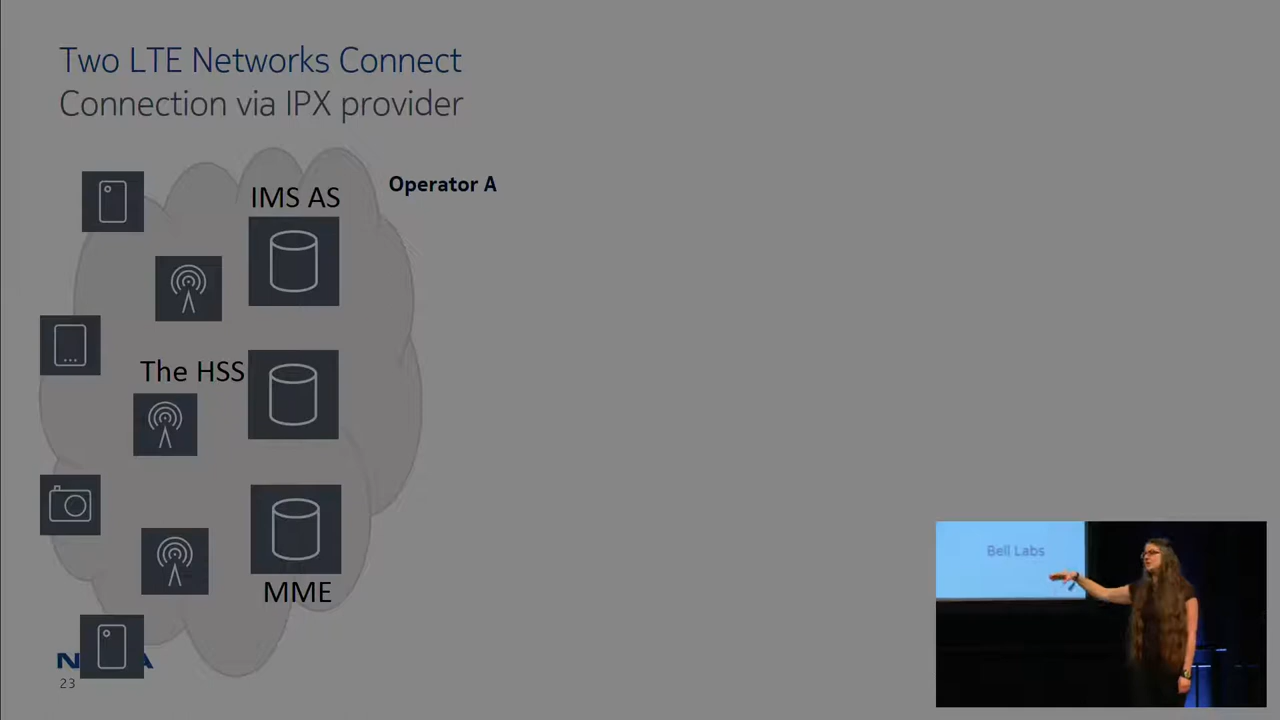 Two LTE Networks Connect
Connection via IPX provider
Operator A
IMS AS
The HSS
MME
23
Bell Labs